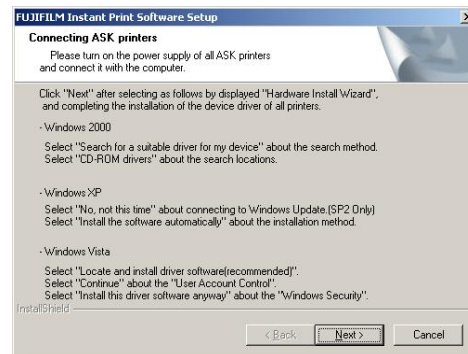 FUJIFILM Instant Print Software Setup
Connecting ASK printers
Please turn on the power supply of all ASK printers
and connect it with the computer.
Click "Next" after selecting as follows by displayed "Hardware Install Wizard",
and completing the installation of the device driver of all printers.
- Windows 2000
Select "Search for a suitable driver for my device" about the search method.
Select "CD-ROM drivers" about the search locations.
- Windows XP
Select "No, not this time" about connecting to Windows Update.(SP2 Only)
Select "Install the software automatically" about the installation method.
- Windows Vista
Select "Locate and install driver software(recommended)".
Select "Continue" about the "User Account Control".
Select "Install this driver software anyway" about the "Windows Security".
InstallShield
< Back Next > Cancel